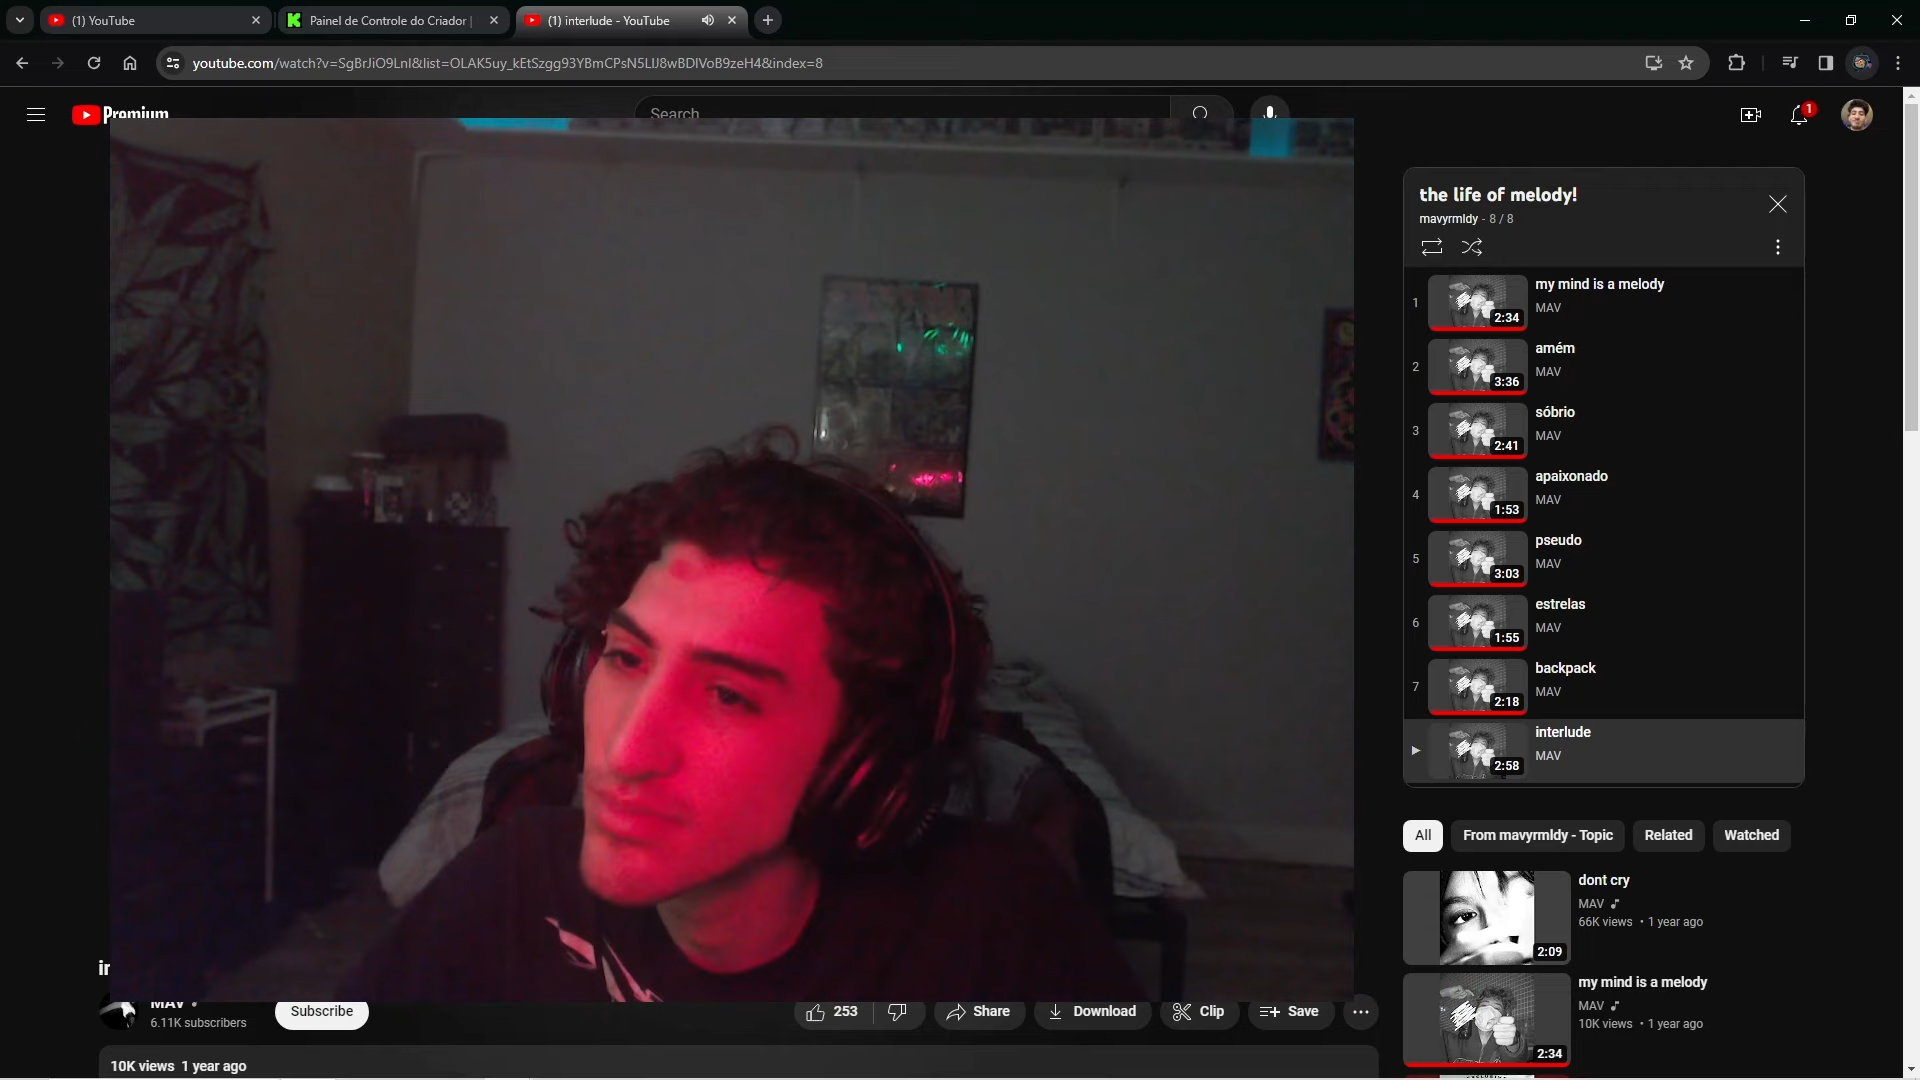 (1) YouTube
Painel de Controle do Criador |
(1) interlude - YouTube
youtube.com/watch?v=SgBrJiO9LnI&list=OLAK5uy_kEtSzgg93YBmCPsN5LIJ8wBDIVoB9zeH4&index=8
Premium
Search
1
the life of melody!
mavyrmldy - 8 / 8
1
my mind is a melody
MAV
2:34
2
amém
MAV
3:36
3
sóbrio
MAV
2:41
4
apaixonado
MAV
1:53
5
pseudo
MAV
3:03
6
estrelas
MAV
1:55
7
backpack
MAV
2:18
interlude
MAV
2:58
All
From mavyrmldy - Topic
Related
Watched
dont cry
MAV
66K views • 1 year ago
2:09
my mind is a melody
MAV
10K views • 1 year ago
2:34
MAV
6.11K subscribers
Subscribe
253
Share
Download
Clip
Save
10K views 1 year ago